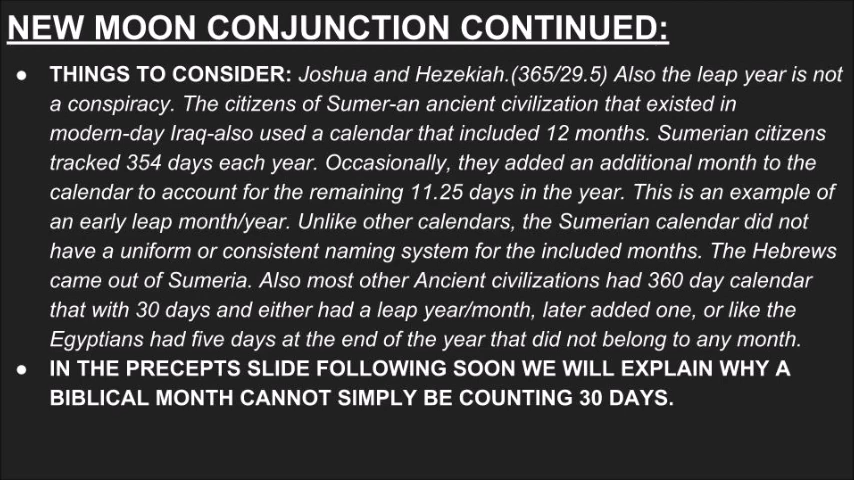 NEW MOON CONJUNCTION CONTINUED:
● THINGS TO CONSIDER: Joshua and Hezekiah.(365/29.5) Also the leap year is not
a conspiracy. The citizens of Sumer-an ancient civilization that existed in
modern-day Iraq-also used a calendar that included 12 months. Sumerian citizens
tracked 354 days each year. Occasionally, they added an additional month to the
calendar to account for the remaining 11.25 days in the year. This is an example of
an early leap month/year. Unlike other calendars, the Sumerian calendar did not
have a uniform or consistent naming system for the included months. The Hebrews
came out of Sumeria. Also most other Ancient civilizations had 360 day calendar
that with 30 days and either had a leap year/month, later added one, or like the
Egyptians had five days at the end of the year that did not belong to any month.
● IN THE PRECEPTS SLIDE FOLLOWING SOON WE WILL EXPLAIN WHY A
BIBLICAL MONTH CANNOT SIMPLY BE COUNTING 30 DAYS.